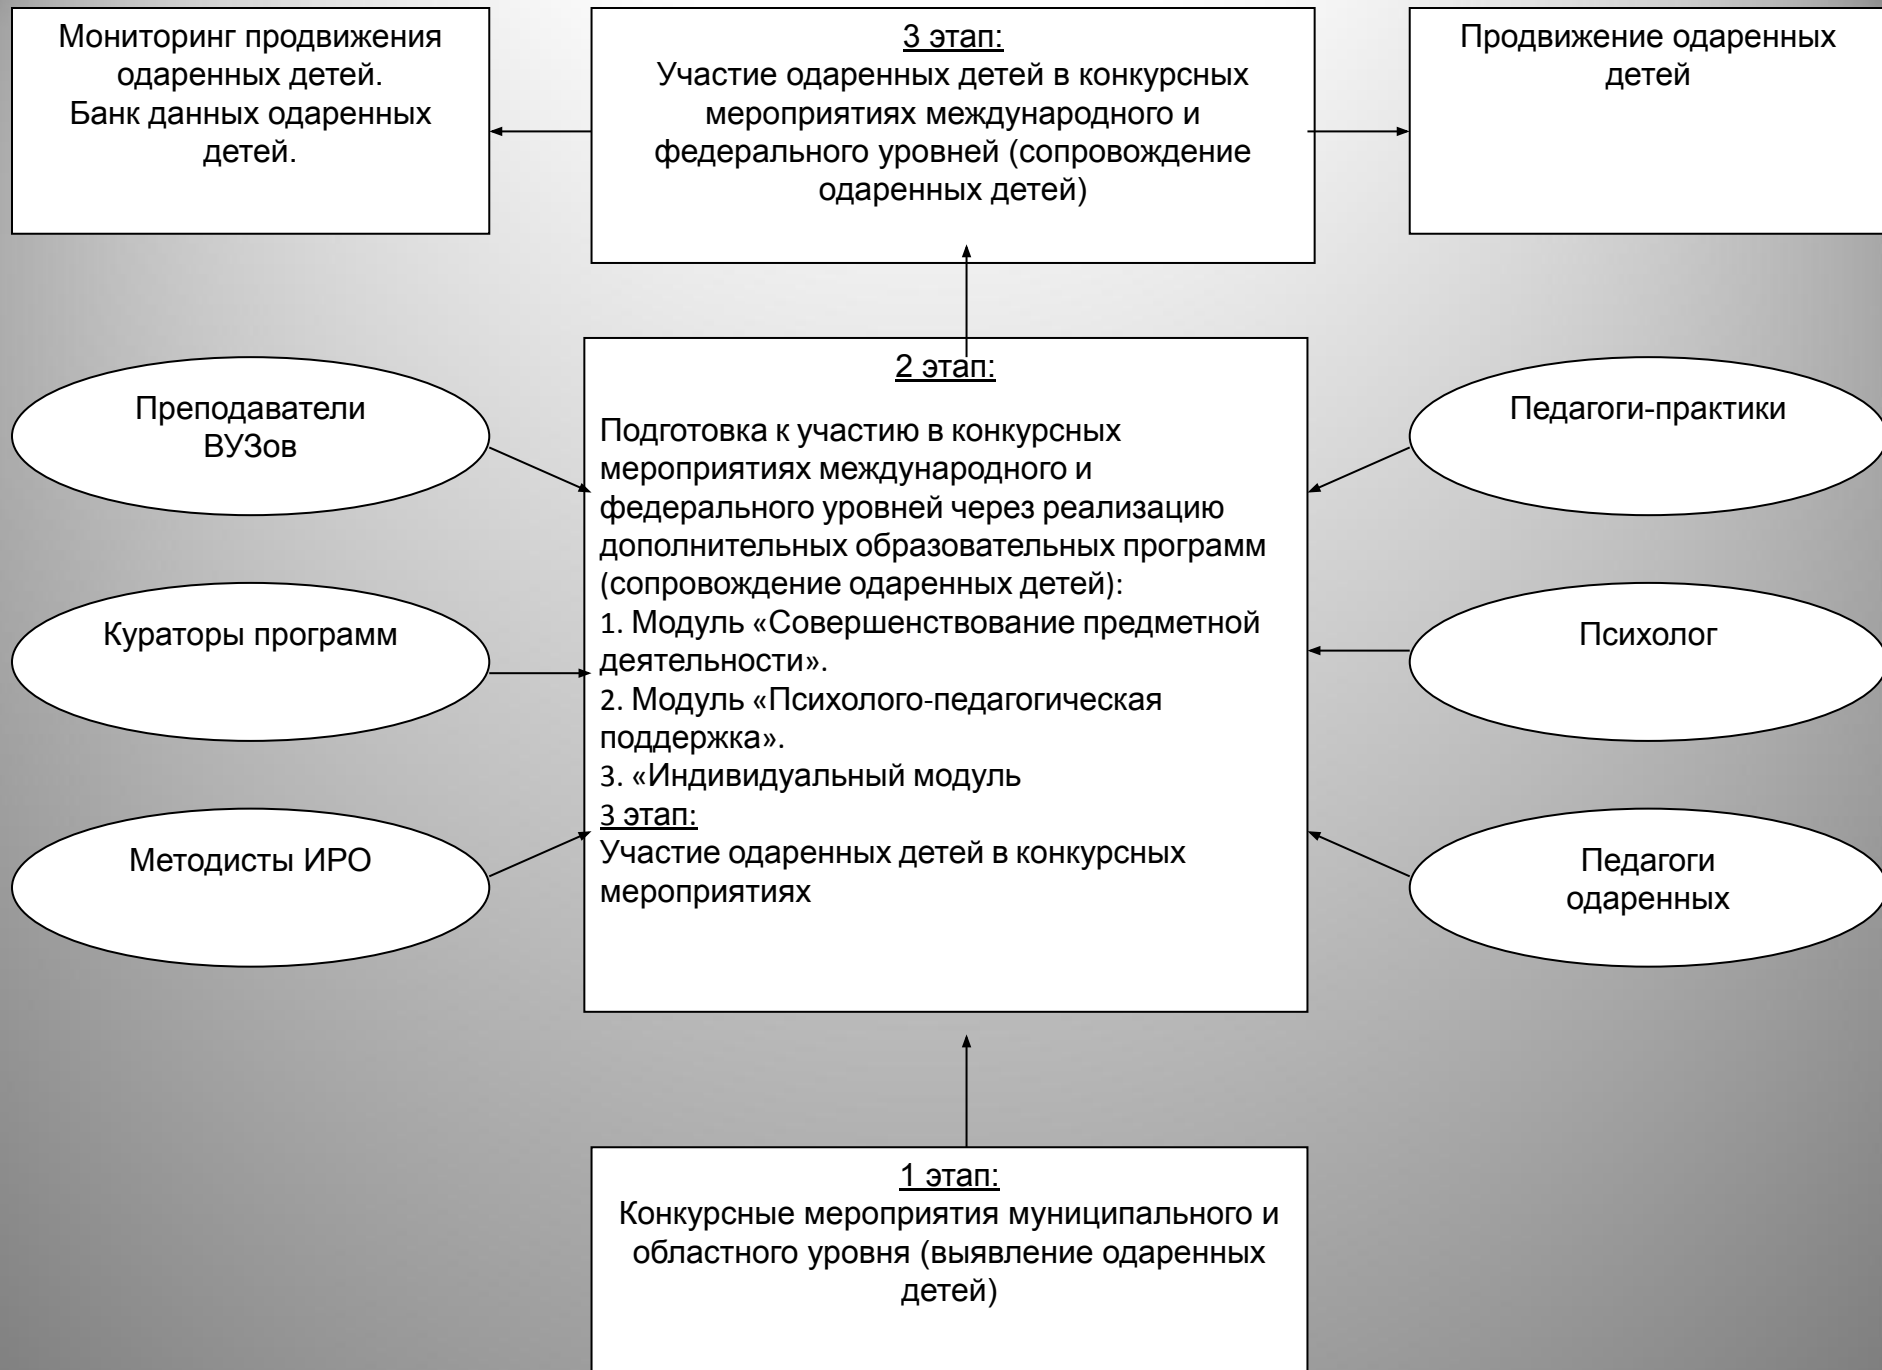 Мониторинг продвижения
одаренных детей.
Банк данных одаренных
детей.
3 этап:
Участие одаренных детей в конкурсных
мероприятиях международного и
федерального уровней (сопровождение
одаренных детей)
Продвижение одаренных
детей
Преподаватели
ВУЗов
Кураторы программ
Методисты ИРО
2 этап:
Подготовка к участию в конкурсных
мероприятиях международного и
федерального уровней через реализацию
дополнительных образовательных программ
(сопровождение одаренных детей):
1. Модуль «Совершенствование предметной
деятельности».
2. Модуль «Психолого-педагогическая
поддержка».
3. «Индивидуальный модуль
3 этап:
Участие одаренных детей в конкурсных
мероприятиях
Педагоги-практики
Психолог
Педагоги
одаренных
1 этап:
Конкурсные мероприятия муниципального и
областного уровня (выявление одаренных
детей)